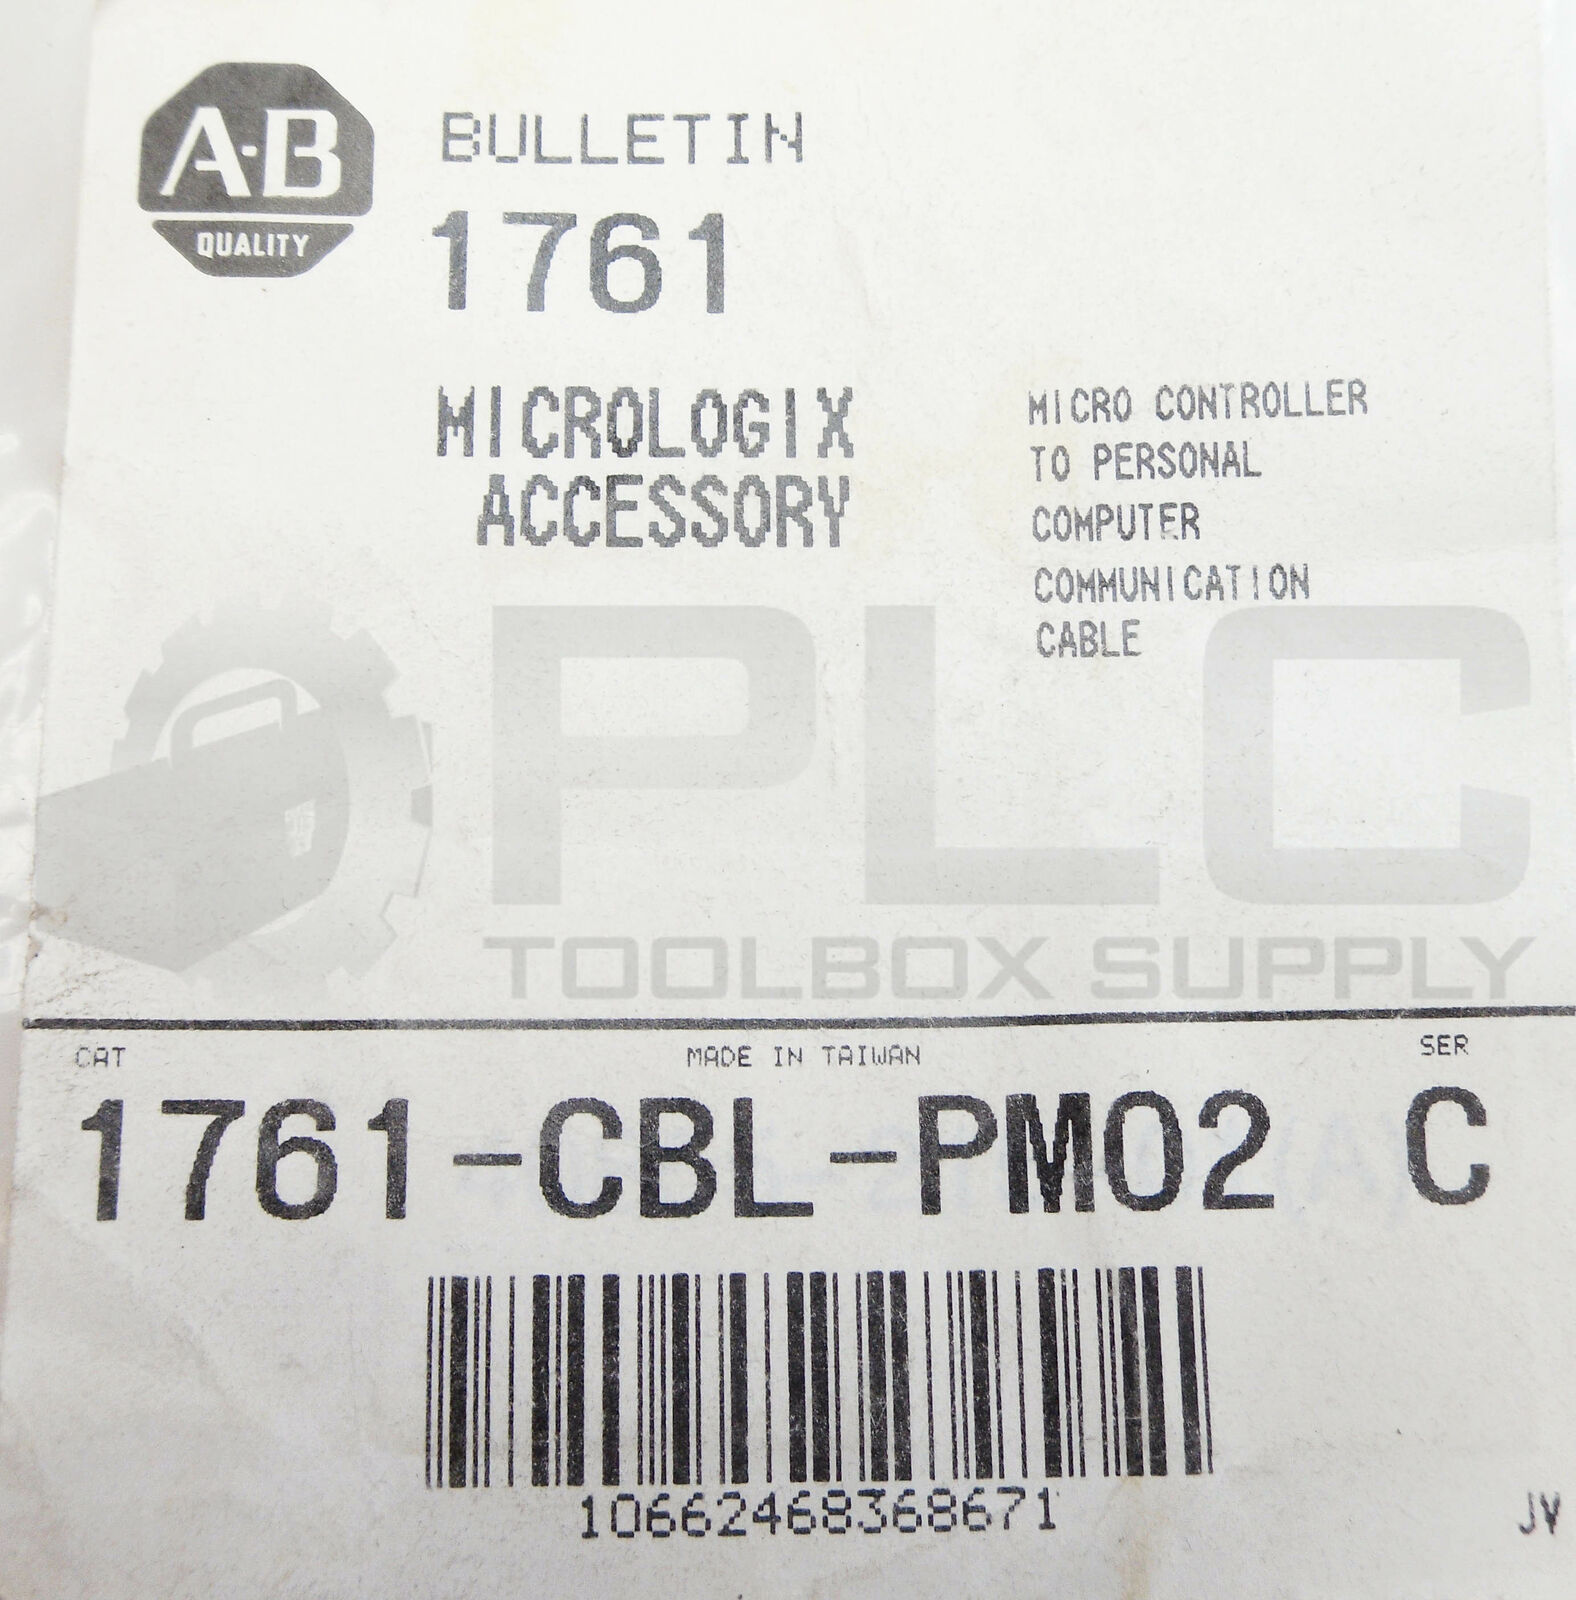 A-B
QUALITY
BULLETIN
1761
MICROLOGIX
ACCESSORY
MICRO CONTROLLER
TO PERSONAL
COMPUTER
COMMUNICATION
CABLE
PLC
TOOLBOX SUPPLY
CAT
MADE IN TAIWAN
SER
1761-CBL-PM02 C
10662468368671
JV